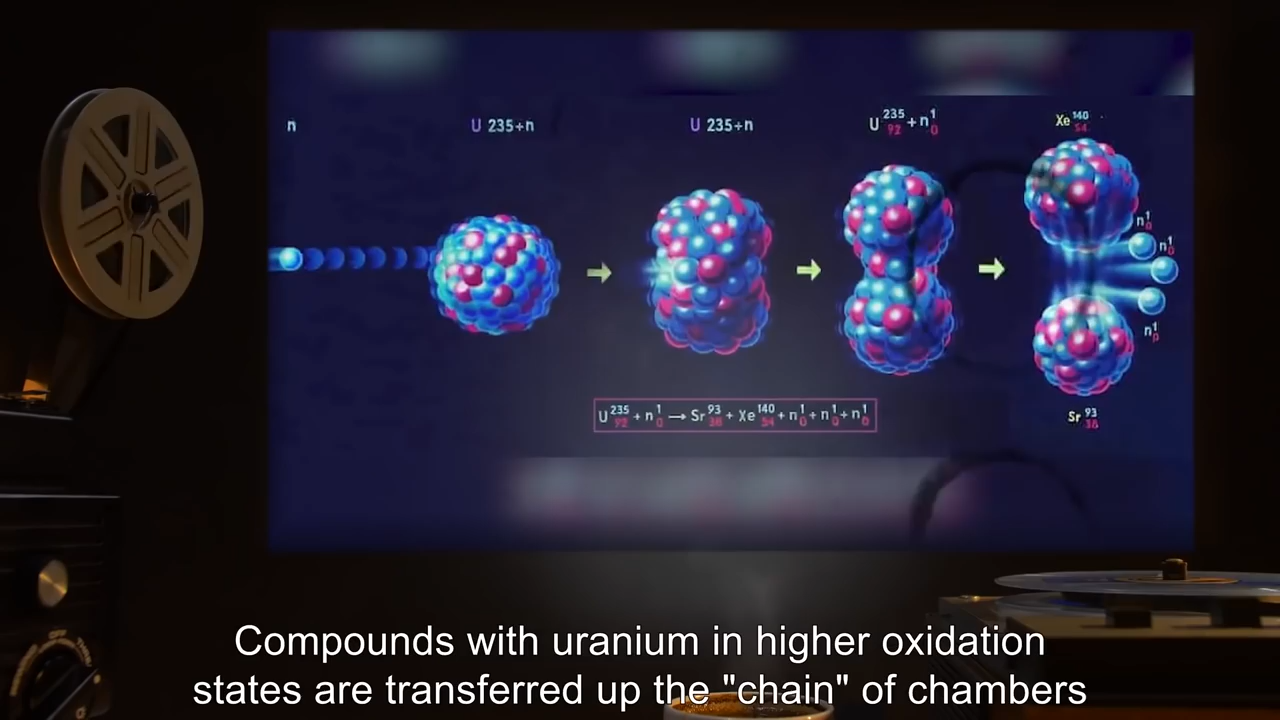 n
U 235+n
U 235+n
U 235 92 + n 1 0
Xe 140 54
n 1 0
n 1 0
n 1 0
U 235 92 + n 1 0 → Sr 93 38 + Xe 140 54 + n 1 0 + n 1 0 + n 1 0
Sr 93 38
OFF
Compounds with uranium in higher oxidation
states are transferred up the "chain" of chambers